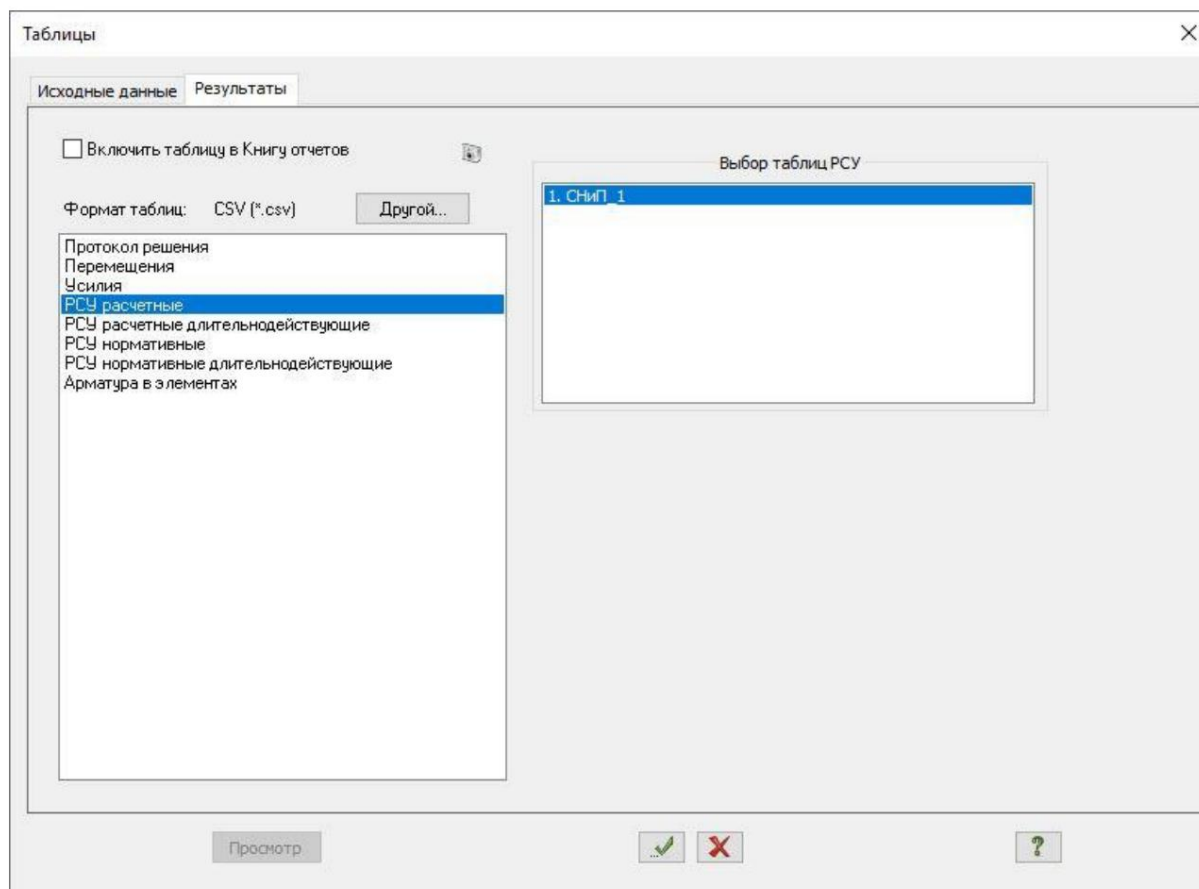 Таблицы
Исходные данные
Результаты
Включить таблицу в Книгу отчетов
Формат таблиц: CSV (*.csv) Другой...
Протокол решения
Перемещения
Усилия
РСУ расчетные
РСУ расчетные длительнодействующие
РСУ нормативные
РСУ нормативные длительнодействующие
Арматура в элементах
Выбор таблиц РСУ
1. СНиП_1
Просмотр
?